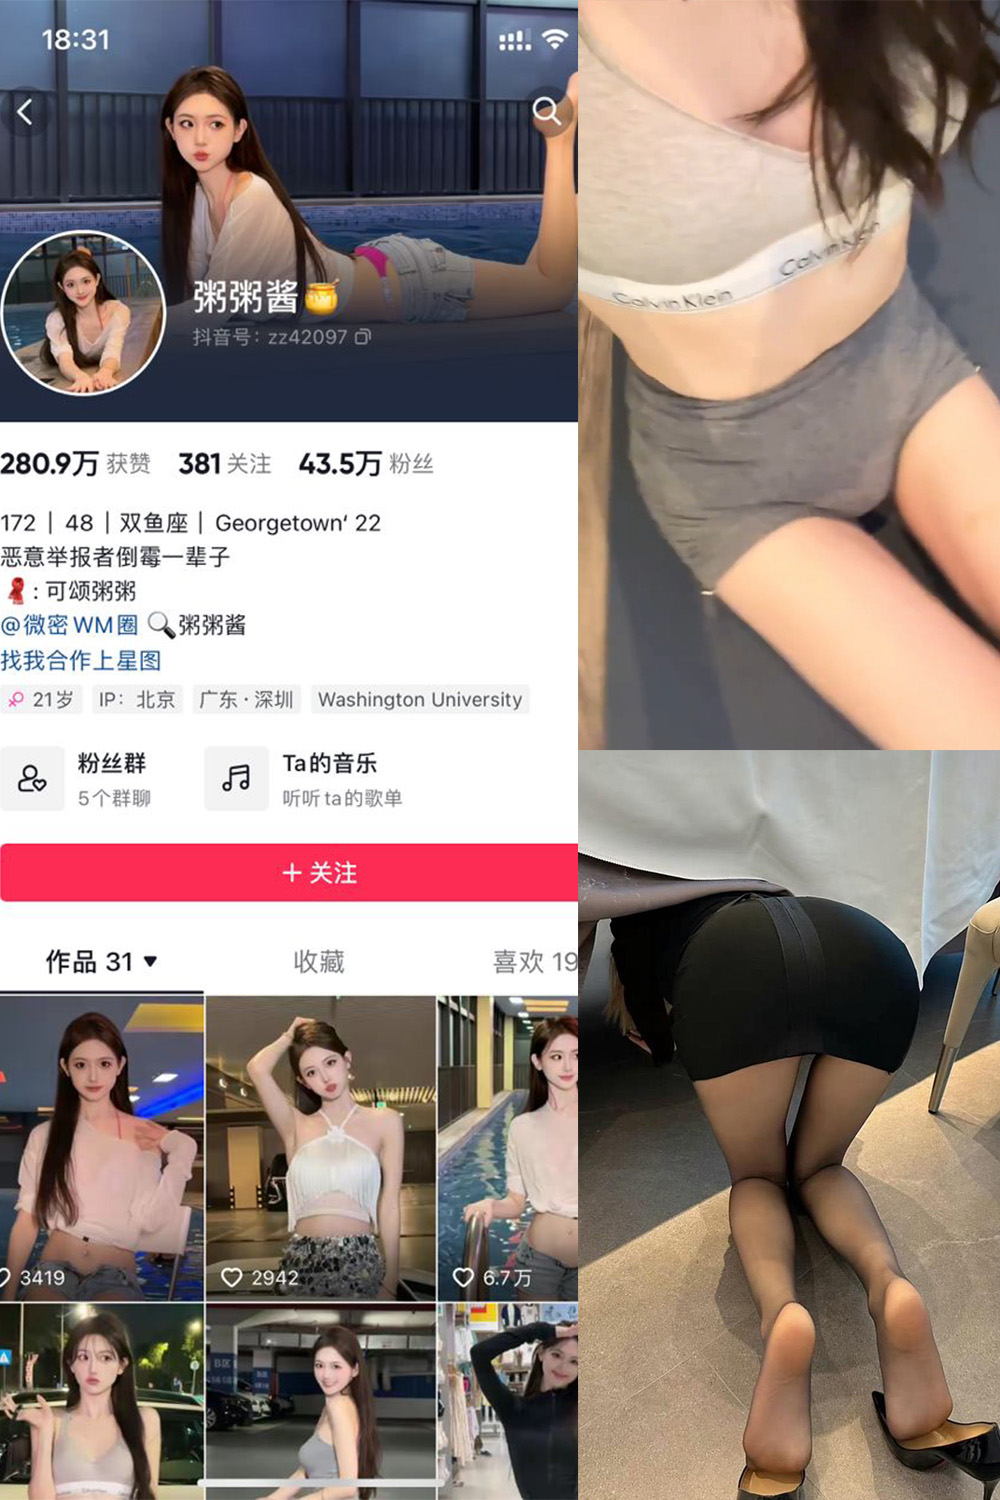 18:31
粥粥酱
抖音号：zz42097
280.9万 获赞 381 关注 43.5万 粉丝
172｜48｜双鱼座｜Georgetown‘ 22
恶意举报者倒霉一辈子
: 可颂粥粥
@微密WM圈 粥粥酱
找我合作上星图
21岁 IP：北京 广东·深圳 Washington University
粉丝群
5个群聊
Ta的音乐
听听ta的歌单
+ 关注
作品 31 收藏 喜欢 19
3419 2942 6.7万
B区
Calvin Klein
Calvin Klein